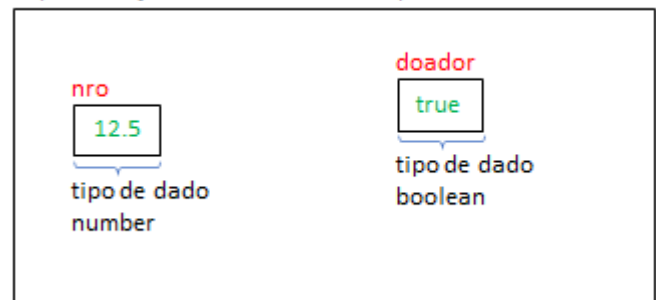 nro
12.5
tipo de dado
number
doador
true
tipo de dado
boolean